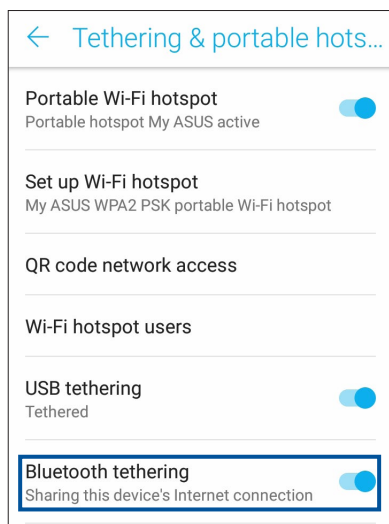 Tethering & portable hots...
Portable Wi-Fi hotspot
Portable hotspot My ASUS active
Set up Wi-Fi hotspot
My ASUS WPA2 PSK portable Wi-Fi hotspot
QR code network access
Wi-Fi hotspot users
USB tethering
Tethered
Bluetooth tethering
Sharing this device's Internet connection